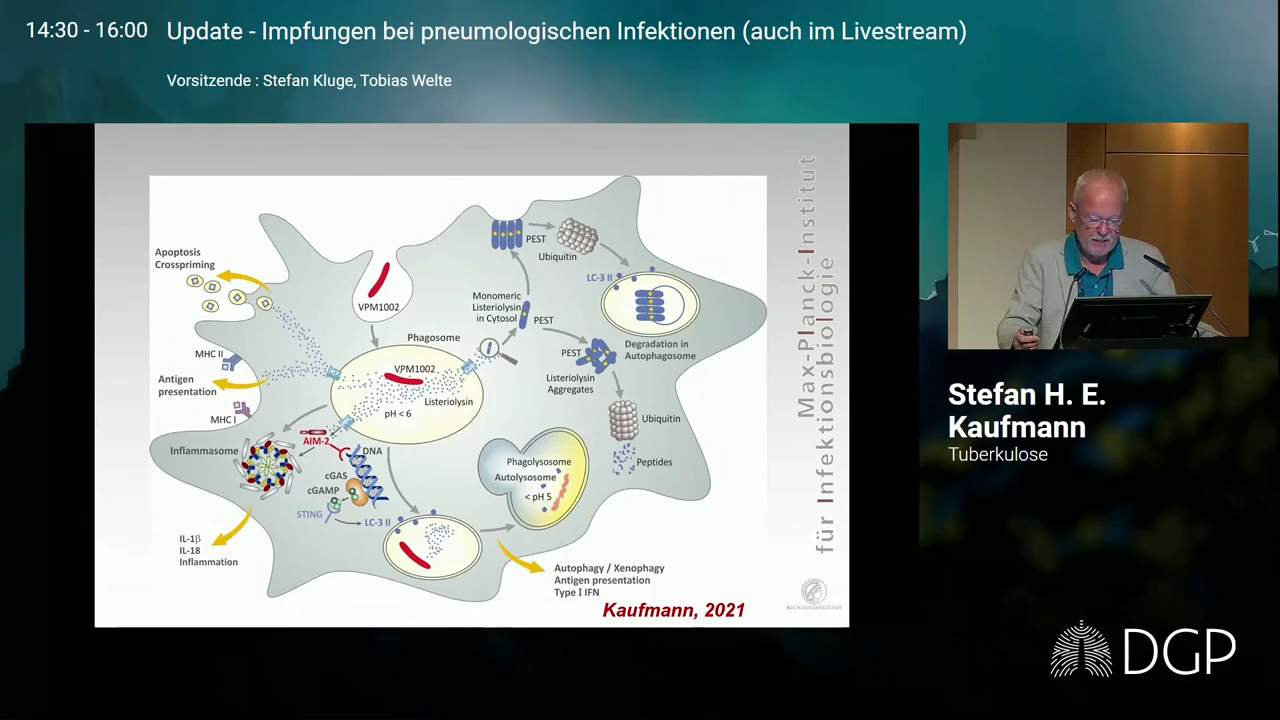 14:30 - 16:00
Update - Impfungen bei pneumologischen Infektionen (auch im Livestream)
Vorsitzende : Stefan Kluge, Tobias Welte
Max-Planck-Institut
für Infektionsbiologie
Apoptosis
Crosspriming
VPM1002
MHC II
Antigen
presentation
MHC I
Phagosome
VPM1002
Listeriolysin
pH < 6
Monomeric
Listeriolysin
in Cytosol
PEST
PEST
Ubiquitin
LC-3 II
Degradation in
Autophagosome
PEST
Listeriolysin
Aggregates
Ubiquitin
Peptides
Inflammasome
AIM-2
DNA
cGAS
cGAMP
STING
LC-3 II
Phagolysosome
Autolysosome
< pH 5
IL-1β
IL-18
Inflammation
Autophagy / Xenophagy
Antigen presentation
Type I IFN
Kaufmann, 2021
MAX-PLANCK-GESELLSCHAFT
Stefan H. E.
Kaufmann
Tuberkulose
DGP